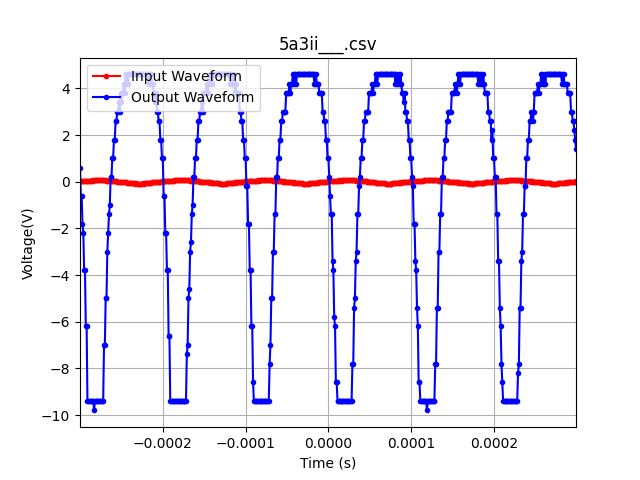 5a3ii___.csv
Input Waveform
Output Waveform
Voltage(V)
4
2
0
−2
−4
−6
−8
−10
−0.0002
−0.0001
0.0000
0.0001
0.0002
Time (s)